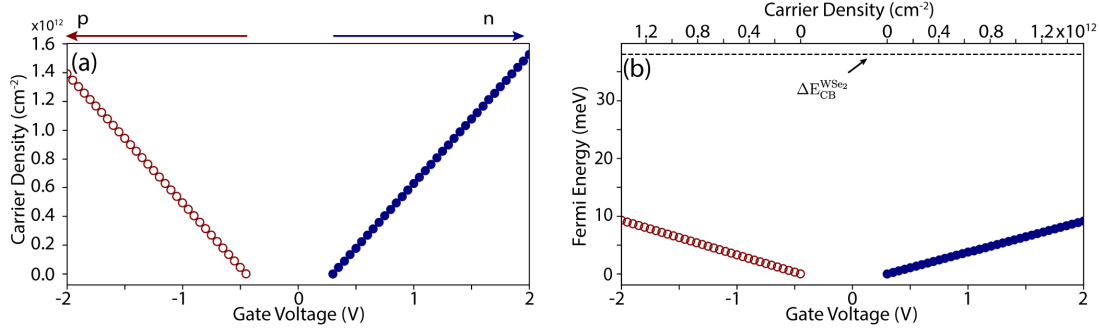 p
n
x10¹²
(a)
1.6
1.4
1.2
1.0
0.8
0.6
0.4
0.2
0.0
Carrier Density (cm⁻²)
-2
-1
0
1
2
Gate Voltage (V)
Carrier Density (cm⁻²)
1.2
0.8
0.4
0
0
0.4
0.8
1.2x10¹²
(b)
ΔE_CB^WSe₂
30
20
10
0
Fermi Energy (meV)
-2
-1
0
1
2
Gate Voltage (V)